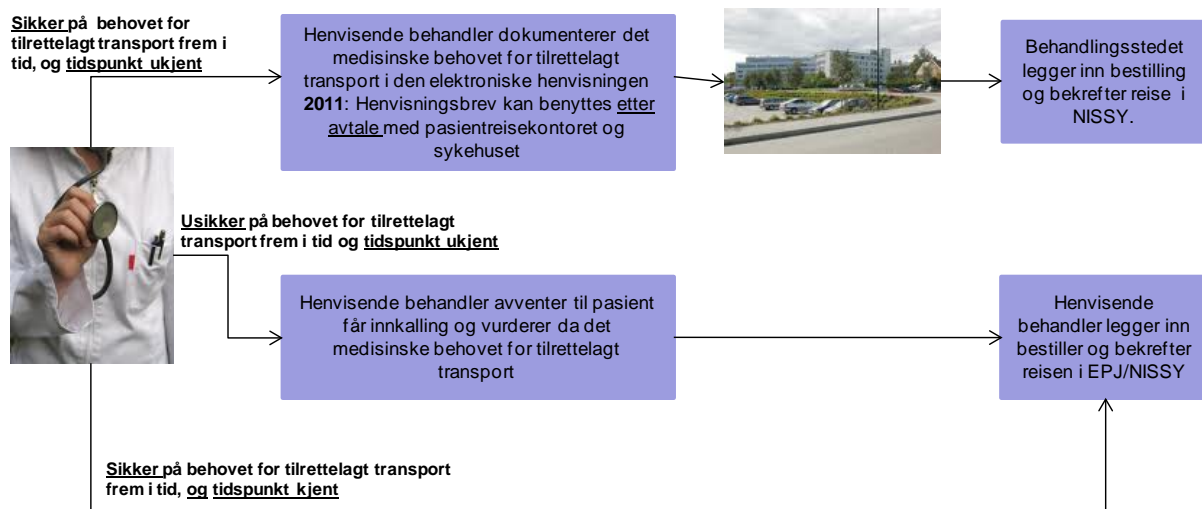 Sikker på behovet for
tilrettelagt transport frem i
tid, og tidspunkt ukjent
Henvisende behandler dokumenterer det
medisinske behovet for tilrettelagt
transport i den elektroniske henvisningen
2011: Henvisningsbrev kan benyttes etter
avtale med pasientreisekontoret og
sykehuset
Behandlingsstedet
legger inn bestilling
og bekrefter reise i
NISSY.
Usikker på behovet for tilrettelagt
transport frem i tid og tidspunkt ukjent
Henvisende behandler avventer til pasient
får innkalling og vurderer da det
medisinske behovet for tilrettelagt
transport
Henvisende
behandler legger inn
bestiller og bekrefter
reisen i EPJ/NISSY
Sikker på behovet for tilrettelagt transport
frem i tid, og tidspunkt kjent